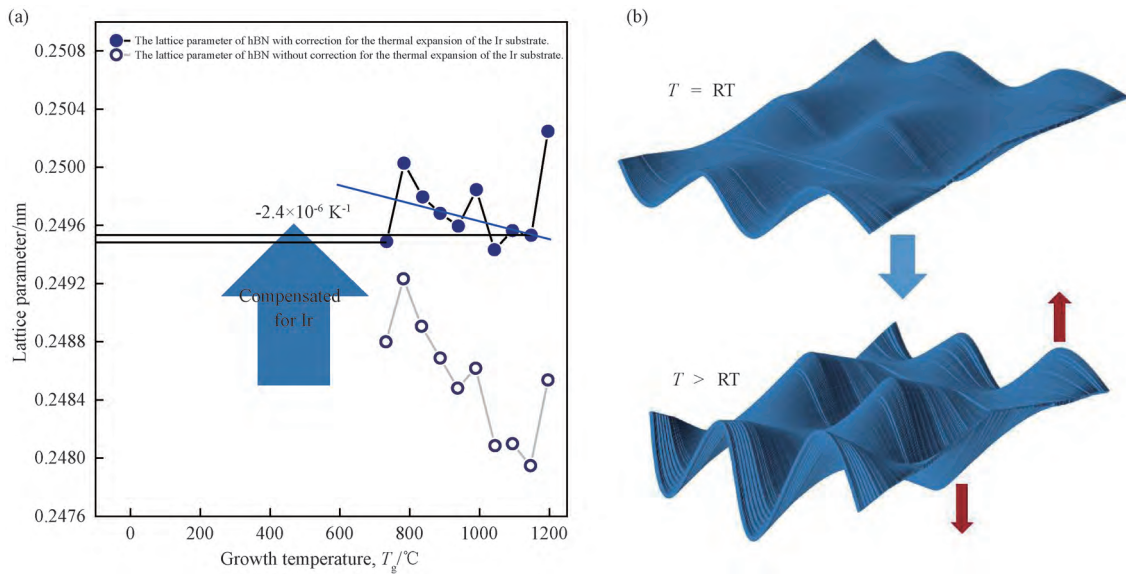 (a)
0.2508
0.2504
0.2500
0.2496
0.2492
0.2488
0.2484
0.2480
0.2476
Lattice parameter/nm
The lattice parameter of hBN with correction for the thermal expansion of the Ir substrate.
The lattice parameter of hBN without correction for the thermal expansion of the Ir substrate.
-2.4×10⁻⁶ K⁻¹
Compensated
for Ir
0 200 400 600 800 1000 1200
Growth temperature, Tg/℃
(b)
T = RT
T > RT